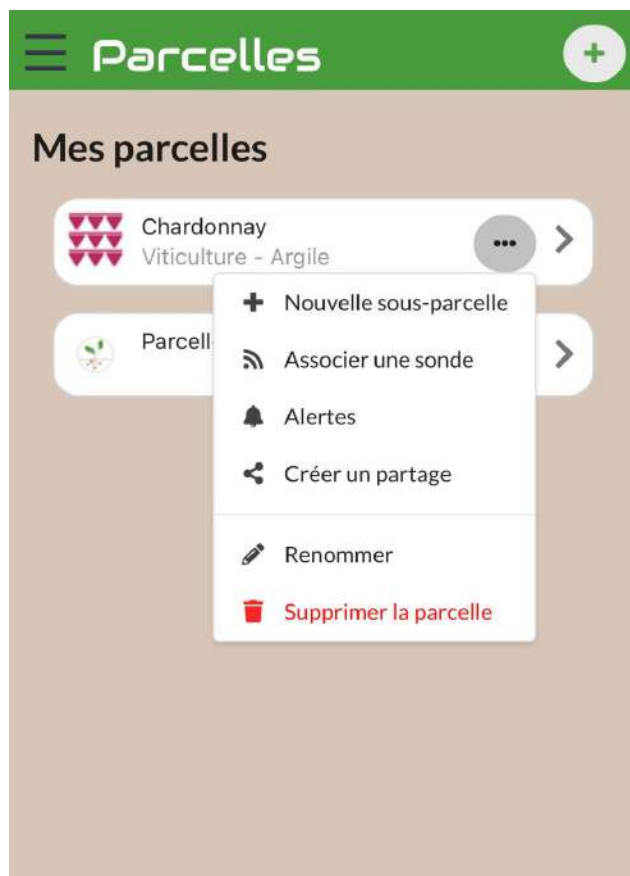 Parcelles
Mes parcelles
Chardonnay
Viticulture - Argile
Nouvelle sous-parcelle
Parcell
Associer une sonde
Alertes
Créer un partage
Renommer
Supprimer la parcelle